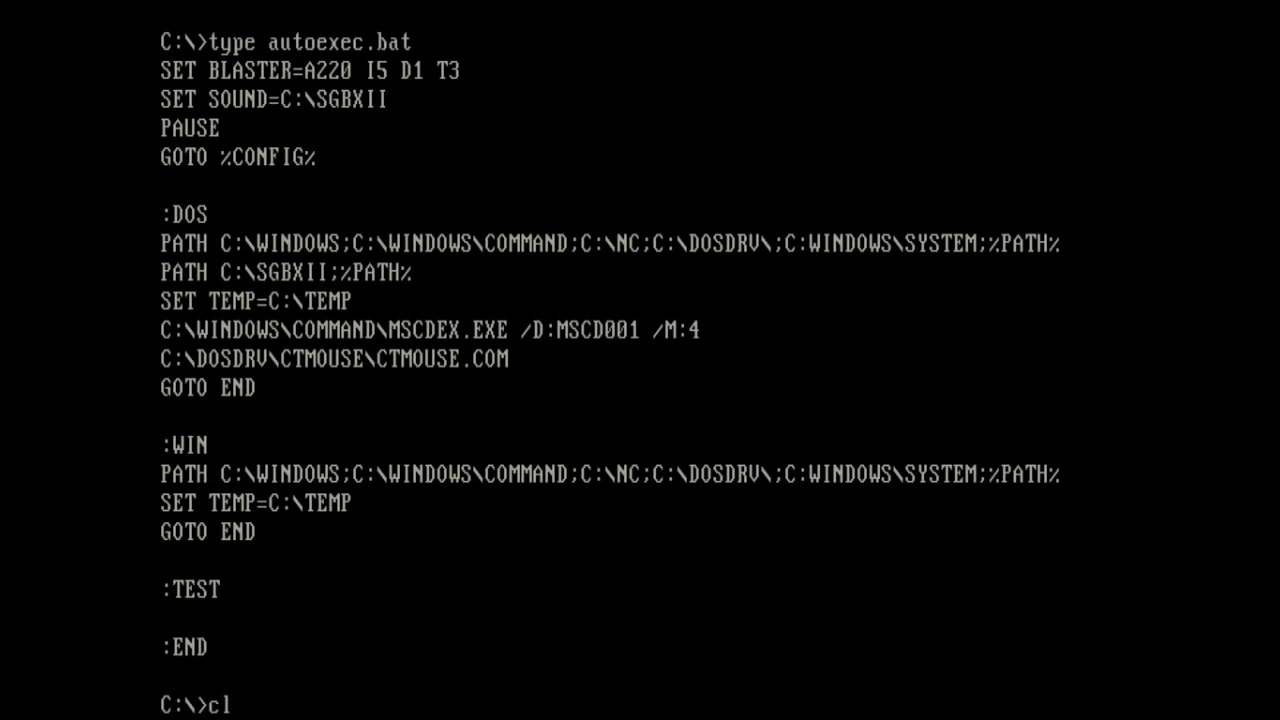 C:\>type autoexec.bat
SET BLASTER=A220 I5 D1 T3
SET SOUND=C:\SGBXII
PAUSE
GOTO %CONFIG%
:DOS
PATH C:\WINDOWS;C:\WINDOWS\COMMAND;C:\NC;C:\DOSDRV\;C:WINDOWS\SYSTEM;%PATH%
PATH C:\SGBXII;%PATH%
SET TEMP=C:\TEMP
C:\WINDOWS\COMMAND\MSCDEX.EXE /D:MSCD001 /M:4
C:\DOSDRV\CTMOUSE\CTMOUSE.COM
GOTO END
:WIN
PATH C:\WINDOWS;C:\WINDOWS\COMMAND;C:\NC;C:\DOSDRV\;C:WINDOWS\SYSTEM;%PATH%
SET TEMP=C:\TEMP
GOTO END
:TEST
:END
C:\>cl